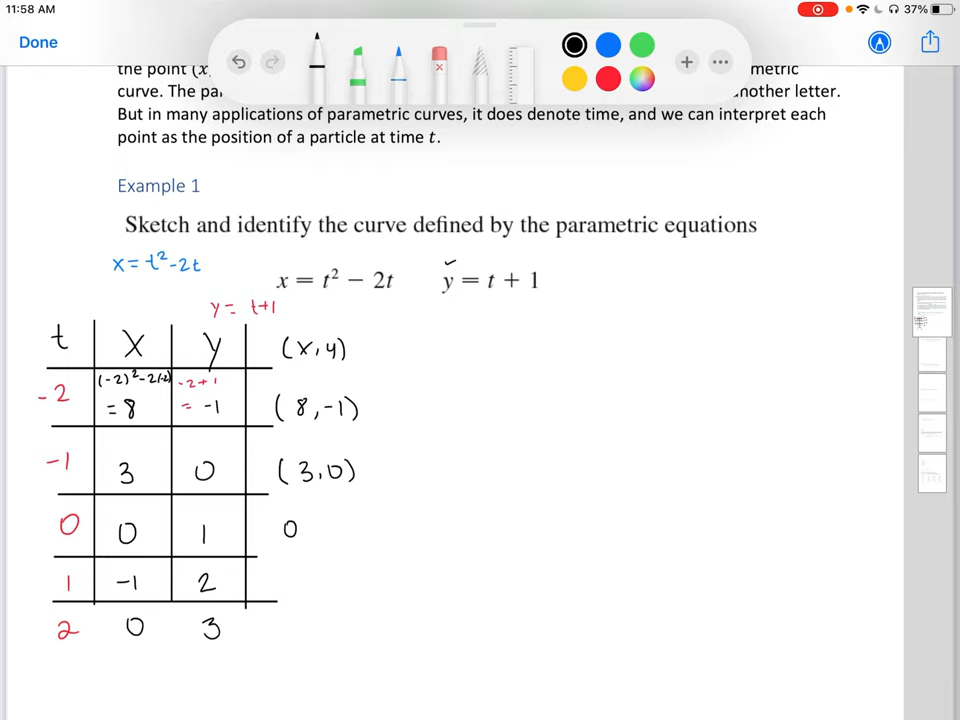 11:58 AM
37%
Done
the point (x
metric
curve. The pa
nother letter.
But in many applications of parametric curves, it does denote time, and we can interpret each
point as the position of a particle at time t.
Example 1
Sketch and identify the curve defined by the parametric equations
x = t² - 2t
x = t² − 2t  y = t + 1
y = t+1
t x y (x, y)
-2 (-2)² -2(-2) = 8 -2+1 = -1 (8, -1)
-1 3 0 (3, 0)
0 0 1 0
1 -1 2
2 0 3